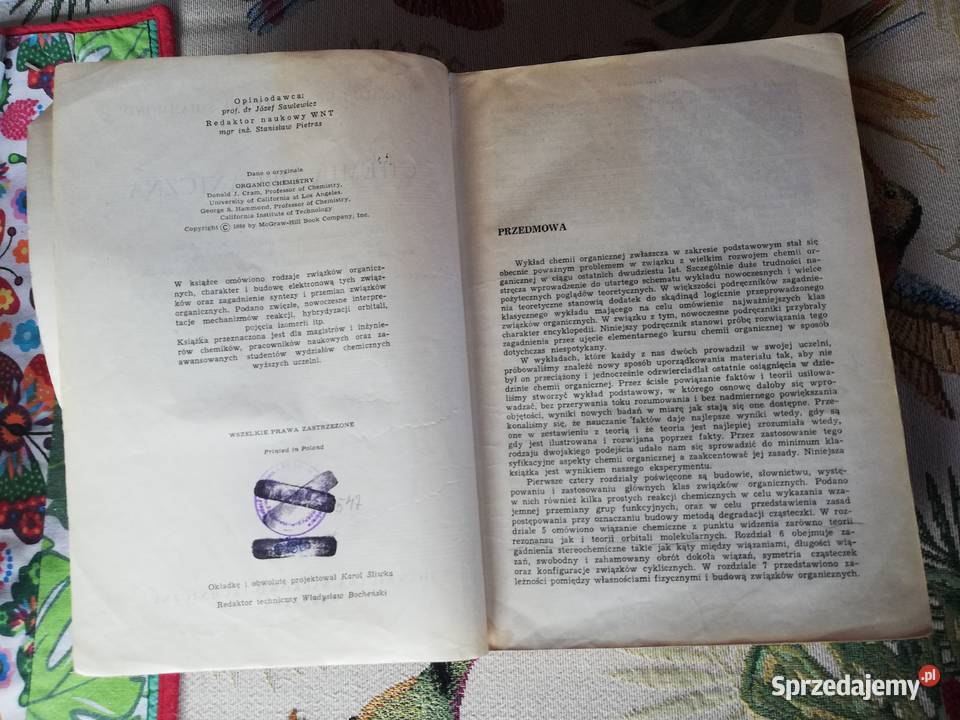 Opiniodawca:
prof. dr Józef Sawlewicz
Redaktor naukowy WNT
mgr inż. Stanisław Pietras
Dane o oryginale
ORGANIC CHEMISTRY
Donald J. Cram, Professor of Chemistry,
University of California at Los Angeles.
George S. Hammond, Professor of Chemistry,
California Institute of Technology
Copyright © by McGraw-Hill Book Company, Inc.
W książce omówiono rodzaje związków organicz-
nych, charakter i budowę elektronową tych związ-
ków oraz zagadnienie syntezy i przemian związków
organicznych. Podano zwięźle, nowoczesne interpre-
tacje mechanizmów reakcji, hybrydyzacji orbitali,
pojęcia izomerii itp.
Książka przeznaczona jest dla magistrów i inżynie-
rów chemików, pracowników naukowych oraz za-
awansowanych studentów wydziałów chemicznych
wyższych uczelni.
WSZELKIE PRAWA ZASTRZEŻONE
Printed in Poland
547
Okładkę i obwolutę projektował Karol Śliwka
Redaktor techniczny Władysław Bocheński
PRZEDMOWA
Wykład chemii organicznej zwłaszcza w zakresie podstawowym stał się
obecnie poważnym problemem w związku z wielkim rozwojem chemii or-
ganicznej w ciągu ostatnich dwudziestu lat. Szczególnie duże trudności na-
stręcza wprowadzenie do utartego schematu wykładu nowoczesnych i wielce
pożytecznych poglądów teoretycznych. W większości podręczników zagadnie-
nia teoretyczne stanowią dodatek do skądinąd logicznie przeprowadzonego
klasycznego wykładu mającego na celu omówienie najważniejszych klas
związków organicznych. W związku z tym, nowoczesne podręczniki przybrały
charakter encyklopedii. Niniejszy podręcznik stanowi próbę rozwiązania tego
zagadnienia przez ujęcie elementarnego kursu chemii organicznej w sposób
dotychczas niespotykany.
W wykładach, które każdy z nas dwóch prowadził w swojej uczelni,
próbowaliśmy znaleźć nowy sposób uporządkowania materiału tak, aby nie
był on przeciążony i jednocześnie odzwierciadlał ostatnie osiągnięcia w dzie-
dzinie chemii organicznej. Przez ścisłe powiązanie faktów i teorii usiłowa-
liśmy stworzyć wykład podstawowy, w którego osnowę dałoby się wpro-
wadzać, bez przerywania toku rozumowania i bez nadmiernego powiększania
objętości, wyniki nowych badań w miarę jak stają się one dostępne. Prze-
konaliśmy się, że nauczanie faktów daje najlepsze wyniki wtedy, gdy są
one w zestawieniu z teorią i że teoria jest najlepiej zrozumiała wtedy,
gdy jest ilustrowana i rozwijana poprzez fakty. Przez zastosowanie tego
rodzaju dwojakiego podejścia udało nam się sprowadzić do minimum kla-
syfikacyjne aspekty chemii organicznej a zaakcentować jej zasady. Niniejsza
książka jest wynikiem naszego eksperymentu.
Pierwsze cztery rozdziały poświęcone są budowie, słownictwu, wystę-
powaniu i zastosowaniu głównych klas związków organicznych. Podano
w nich również kilka prostych reakcji chemicznych w celu wykazania wza-
jemnej przemiany grup funkcyjnych, oraz w celu przedstawienia zasad
postępowania przy oznaczaniu budowy metodą degradacji cząsteczki. W roz-
dziale 5 omówiono wiązanie chemiczne z punktu widzenia zarówno teorii
rezonansu jak i teorii orbitali molekularnych. Rozdział 6 obejmuje za-
gadnienia stereochemiczne takie jak kąty między wiązaniami, długości wią-
zań, swobodny i zahamowany obrót dokoła wiązań, symetria cząsteczek
oraz konfiguracje związków cyklicznych. W rozdziale 7 przedstawiono za-
leżności pomiędzy własnościami fizycznymi i budową związków organicznych.
Sprzedajemy.pl